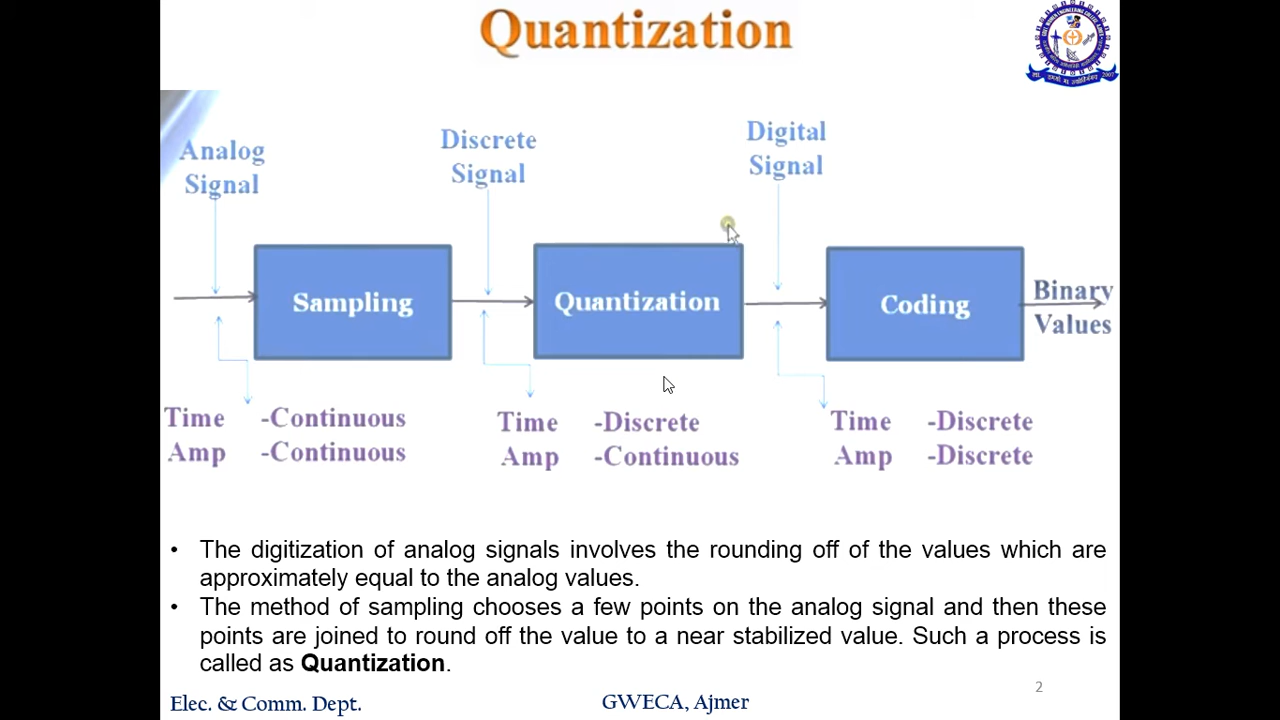 Quantization
Analog
Signal
Discrete
Signal
Digital
Signal
Sampling
Quantization
Coding
Binary
Values
Time -Continuous
Amp -Continuous
Time -Discrete
Amp -Continuous
Time -Discrete
Amp -Discrete
• The digitization of analog signals involves the rounding off of the values which are
approximately equal to the analog values.
• The method of sampling chooses a few points on the analog signal and then these
points are joined to round off the value to a near stabilized value. Such a process is
called as Quantization.
2
Elec. & Comm. Dept.
GWECA, Ajmer